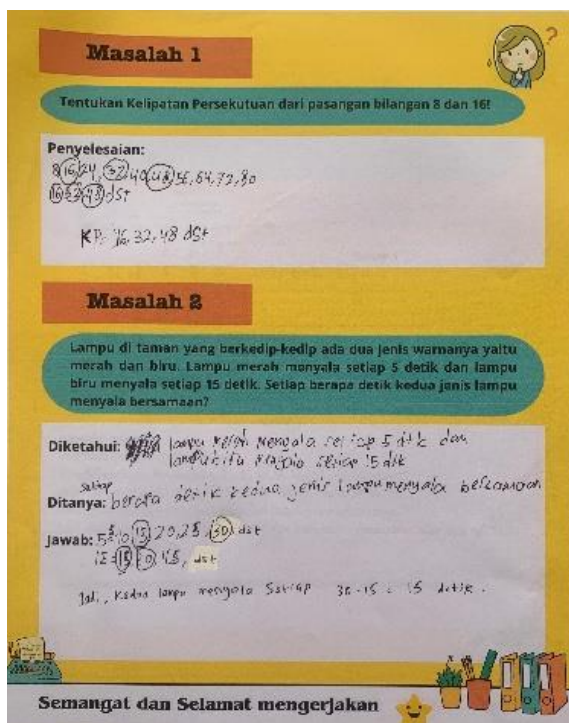 ?
Masalah 1
Tentukan Kelipatan Persekutuan dari pasangan bilangan 8 dan 16!
Penyelesaian:
8 16, 24, 32, 40, 48, 56, 64, 72, 80
16, 32, 48, dst
KP: 16, 32, 48 dst
Masalah 2
Lampu di taman yang berkedip-kedip ada dua jenis warnanya yaitu
merah dan biru. Lampu merah menyala setiap 5 detik dan lampu
biru menyala setiap 15 detik. Setiap berapa detik kedua jenis lampu
menyala bersamaan?
Diketahui: lampu merah menyala setiap 5 dtk dan
lampu biru menyala setiap 15 dtk
Setiap
Ditanya: berapa detik kedua jenis lampu menyala bersamaan
Jawab: 5= 10, 15, 20, 25, 30, dst
15= 15, 30, 45, dst
Jadi, kedua lampu menyala Setiap 30 - 15 = 15 detik.
Semangat dan Selamat mengerjakan